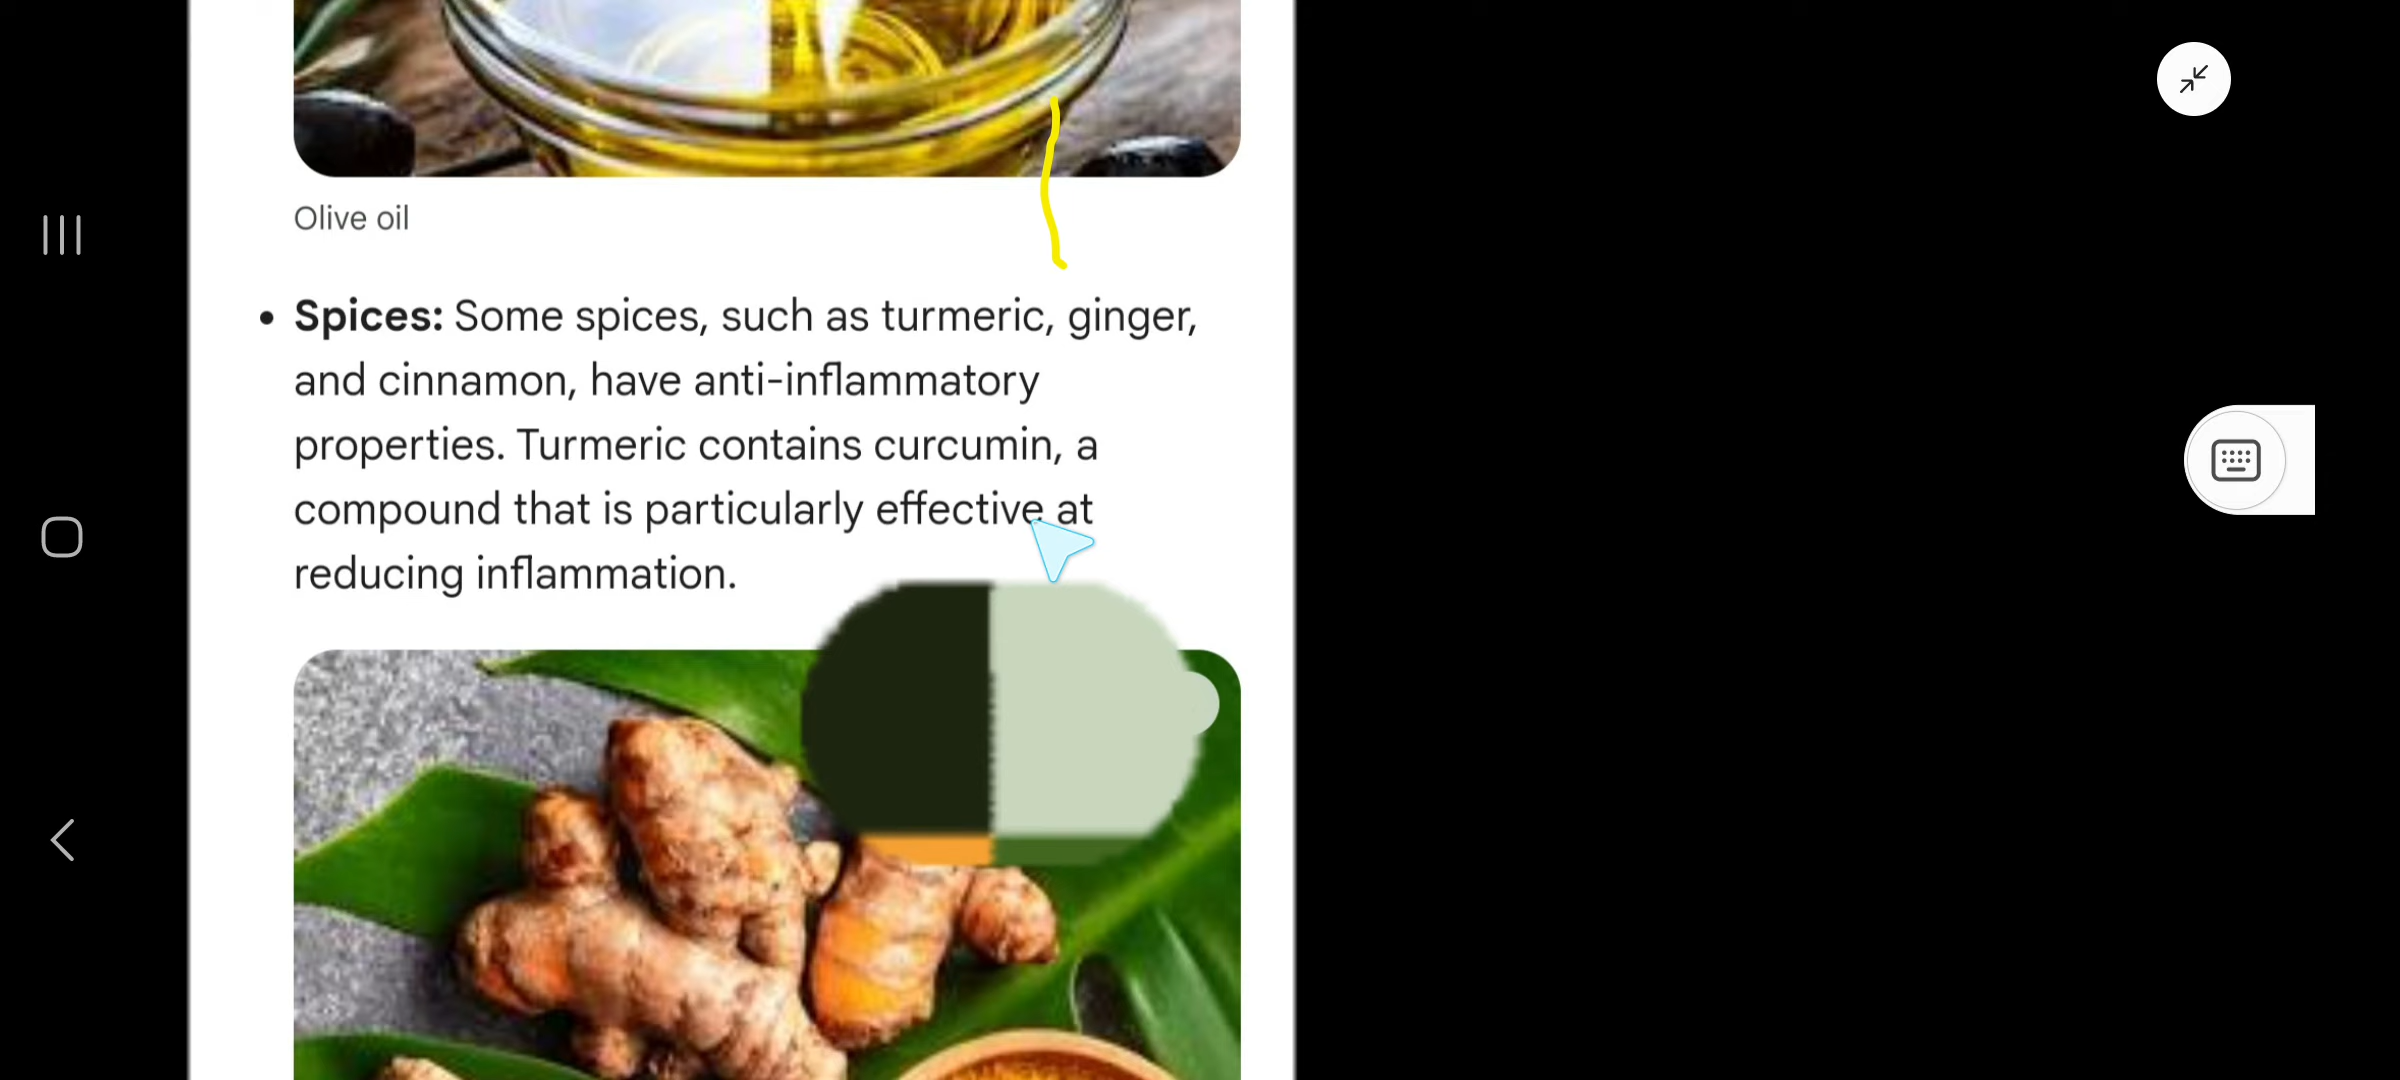 Olive oil
• Spices: Some spices, such as turmeric, ginger,
and cinnamon, have anti-inflammatory
properties. Turmeric contains curcumin, a
compound that is particularly effective at
reducing inflammation.